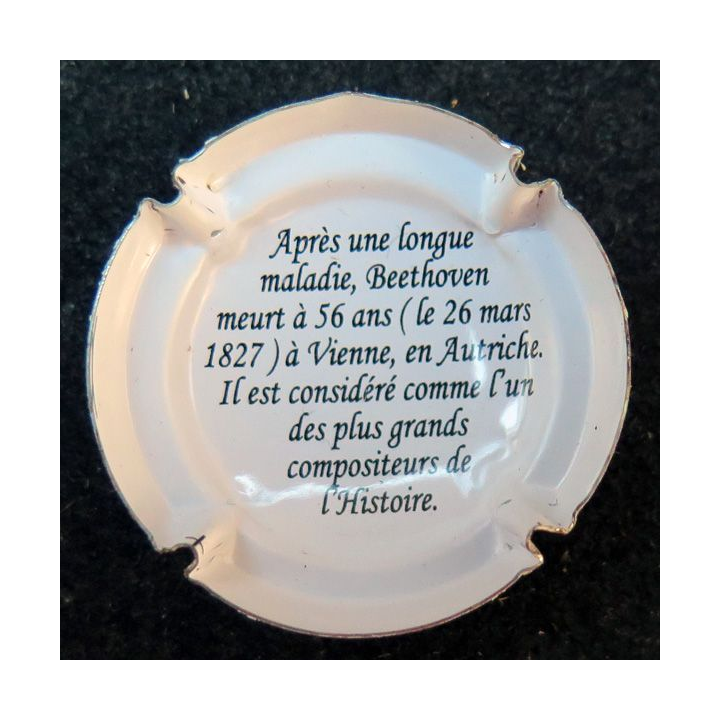 Après une longue
maladie, Beethoven
meurt à 56 ans ( le 26 mars
1827 ) à Vienne, en Autriche.
Il est considéré comme l'un
des plus grands
compositeurs de
l'Histoire.